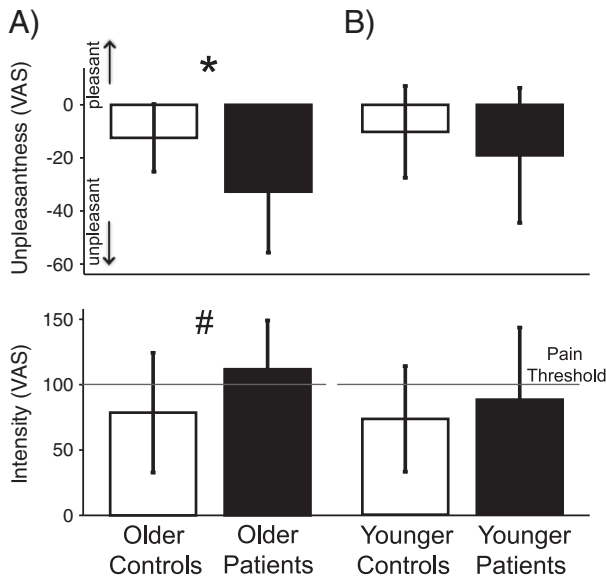 A)
B)
Unpleasantness (VAS)
pleasant
unpleasant
*
0
-20
-40
-60
Intensity (VAS)
#
150
100
50
0
Pain
Threshold
Older
Controls
Older
Patients
Younger
Controls
Younger
Patients